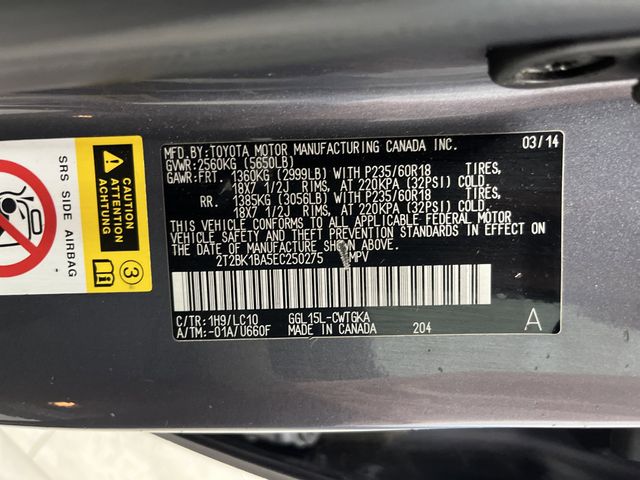 MFD.BY:TOYOTA MOTOR MANUFACTURING CANADA INC. 03/14
GVWR:2560KG (5650LB)
GAWR:FRT. 1360KG (2999LB) WITH P235/60R18 TIRES,
18X7 1/2J RIMS, AT 220KPA (32PSI) COLD.
RR. 1385KG (3056LB) WITH P235/60R18 TIRES,
18X7 1/2J RIMS, AT 220KPA (32PSI) COLD.
THIS VEHICLE CONFORMS TO ALL APPLICABLE FEDERAL MOTOR
VEHICLE SAFETY AND THEFT PREVENTION STANDARDS IN EFFECT ON
THE DATE OF MANUFACTURE SHOWN ABOVE.
2T2BK1BA5EC250275 MPV
C/TR:1H9/LC10 GGL15L-CWTGKA
A/TM:-01A/U660F MADE IN CANADA 204 A
SRS SIDE AIRBAG
CAUTION
ATTENTION
ACHTUNG
3